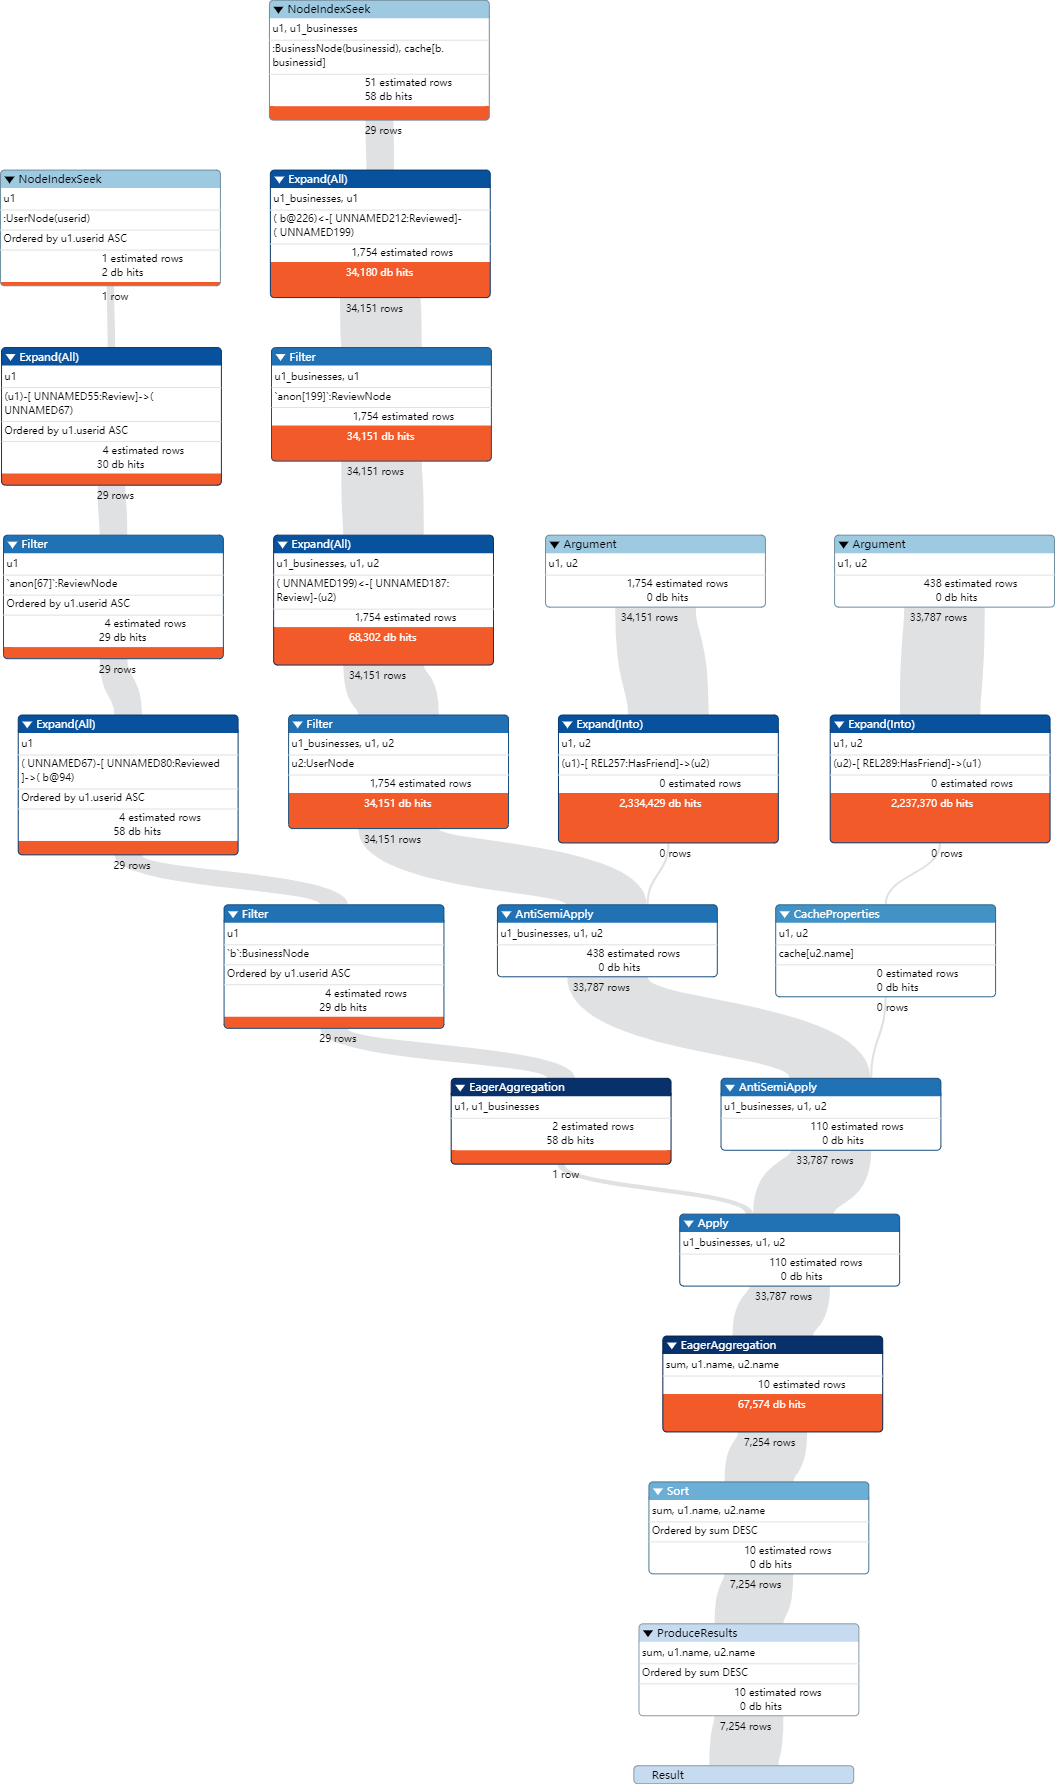 NodeIndexSeek
u1, u1_businesses
:BusinessNode(businessid), cache[b.
businessid]
51 estimated rows
58 db hits
29 rows
NodeIndexSeek
u1
:UserNode(userid)
Ordered by u1.userid ASC
1 estimated rows
2 db hits
1 row
Expand(All)
u1_businesses, u1
( b@226)<-[ UNNAMED212:Reviewed]-
( UNNAMED199)
1,754 estimated rows
34,180 db hits
34,151 rows
Expand(All)
u1
(u1)-[ UNNAMED55:Review]->(
UNNAMED67)
Ordered by u1.userid ASC
4 estimated rows
30 db hits
29 rows
Filter
u1_businesses, u1
`anon[199]`:ReviewNode
1,754 estimated rows
34,151 db hits
34,151 rows
Filter
u1
`anon[67]`:ReviewNode
Ordered by u1.userid ASC
4 estimated rows
29 db hits
29 rows
Expand(All)
u1_businesses, u1, u2
( UNNAMED199)<-[ UNNAMED187:
Review]-(u2)
1,754 estimated rows
68,302 db hits
34,151 rows
Argument
u1, u2
1,754 estimated rows
0 db hits
34,151 rows
Argument
u1, u2
438 estimated rows
0 db hits
33,787 rows
Expand(All)
u1
( UNNAMED67)-[ UNNAMED80:Reviewed
]->( b@94)
Ordered by u1.userid ASC
4 estimated rows
58 db hits
29 rows
Filter
u1_businesses, u1, u2
u2:UserNode
1,754 estimated rows
34,151 db hits
34,151 rows
Expand(Into)
u1, u2
(u1)-[ REL257:HasFriend]->(u2)
0 estimated rows
2,334,429 db hits
0 rows
Expand(Into)
u1, u2
(u2)-[ REL289:HasFriend]->(u1)
0 estimated rows
2,237,370 db hits
0 rows
Filter
u1
`b`:BusinessNode
Ordered by u1.userid ASC
4 estimated rows
29 db hits
29 rows
AntiSemiApply
u1_businesses, u1, u2
438 estimated rows
0 db hits
33,787 rows
CacheProperties
u1, u2
cache[u2.name]
0 estimated rows
0 db hits
0 rows
EagerAggregation
u1, u1_businesses
2 estimated rows
58 db hits
1 row
AntiSemiApply
u1_businesses, u1, u2
110 estimated rows
0 db hits
33,787 rows
Apply
u1_businesses, u1, u2
110 estimated rows
0 db hits
33,787 rows
EagerAggregation
sum, u1.name, u2.name
10 estimated rows
67,574 db hits
7,254 rows
Sort
sum, u1.name, u2.name
Ordered by sum DESC
10 estimated rows
0 db hits
7,254 rows
ProduceResults
sum, u1.name, u2.name
Ordered by sum DESC
10 estimated rows
0 db hits
7,254 rows
Result